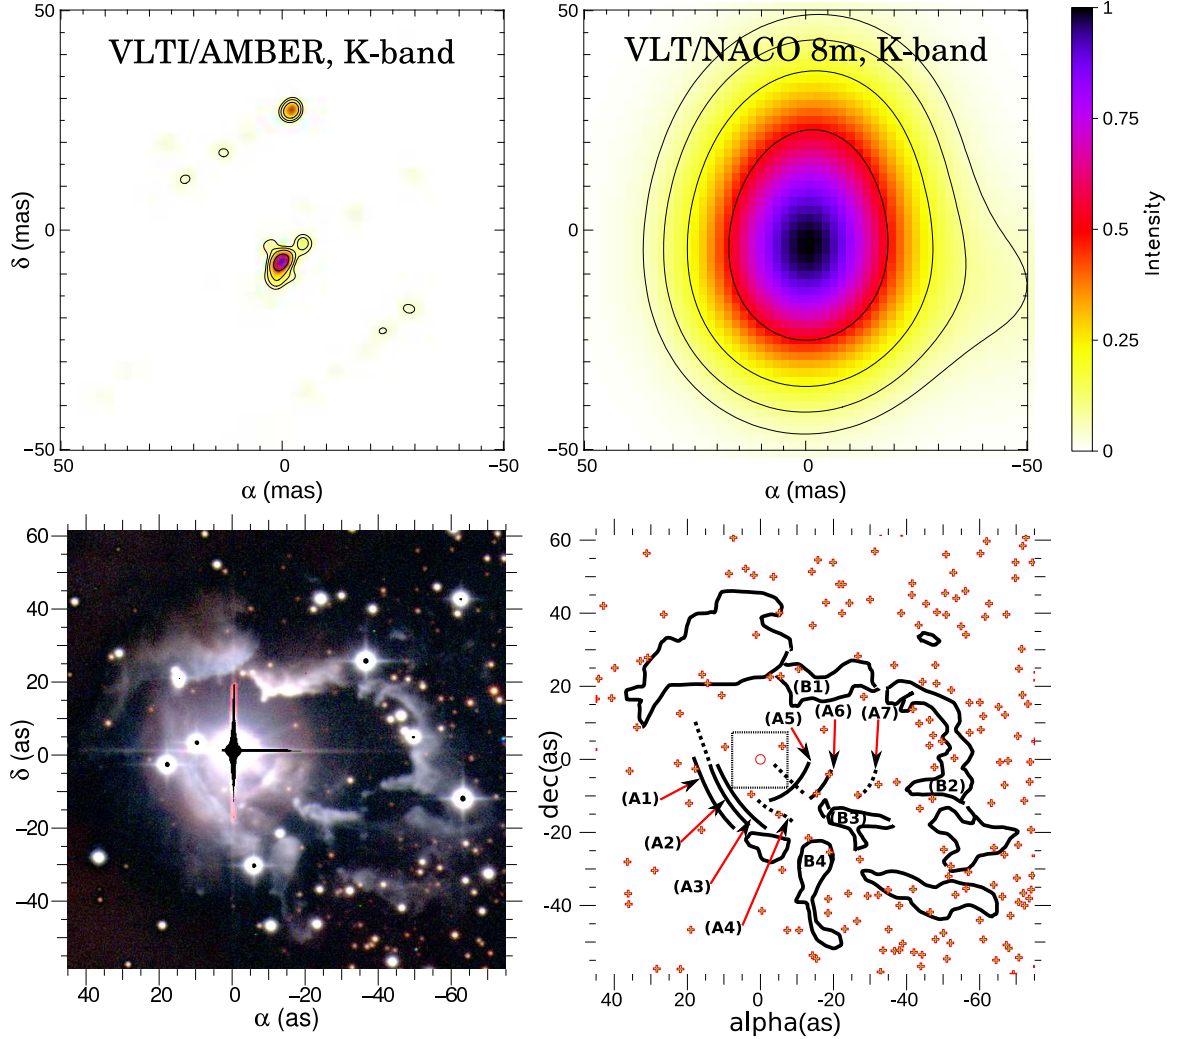 VLTI/AMBER, K-band
VLT/NACO 8m, K-band
50
0
−50
δ (mas)
50
0
−50
α (mas)
50
0
−50
0
−50
α (mas)
1
0.75
0.5
0.25
0
Intensity
60
40
20
0
−20
−40
δ (as)
40
20
0
−20
−40
−60
α (as)
60
40
20
0
-20
-40
dec(as)
40
20
0
-20
-40
-60
alpha(as)
(B1)
(A5)
(A6)
(A7)
(A1)
(B2)
(A2)
(B3)
(A3)
B4
(A4)